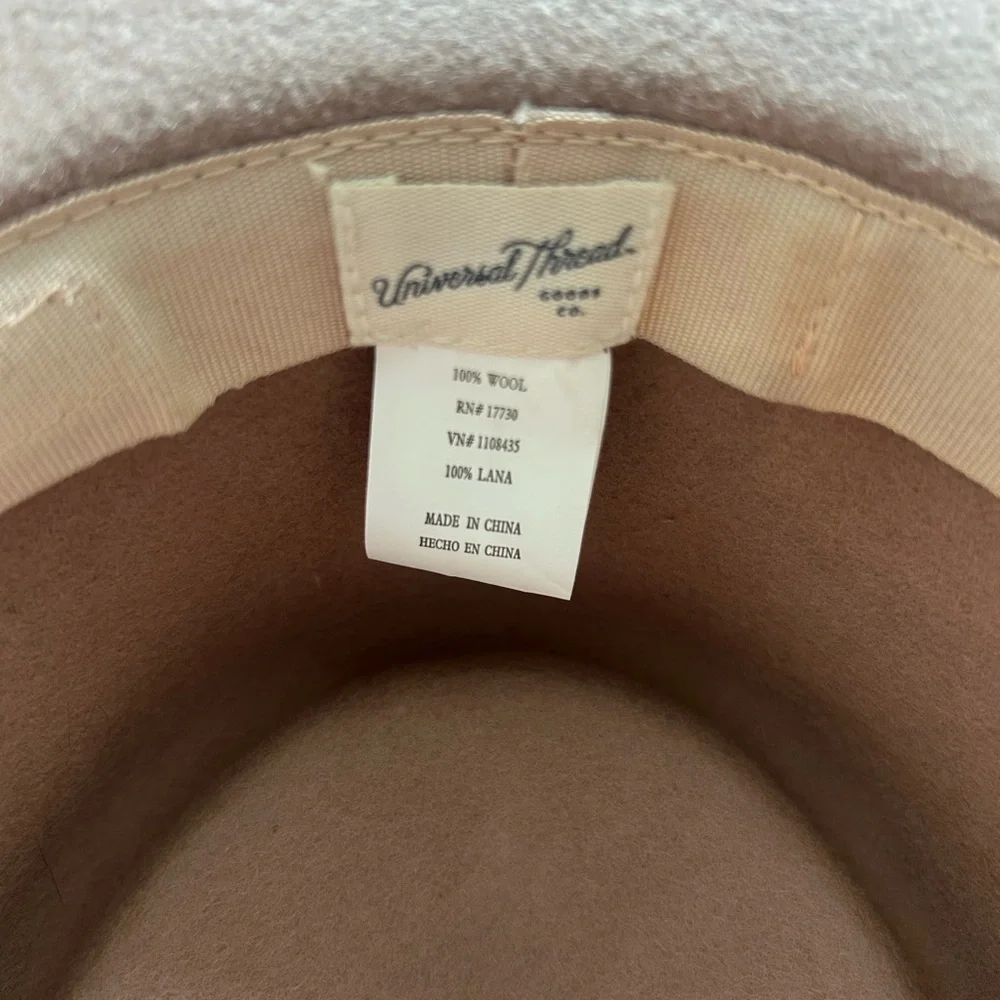 Universal Thread
GOODS
CO.
100% WOOL
RN# 17730
VN# 1108435
100% LANA
MADE IN CHINA
HECHO EN CHINA